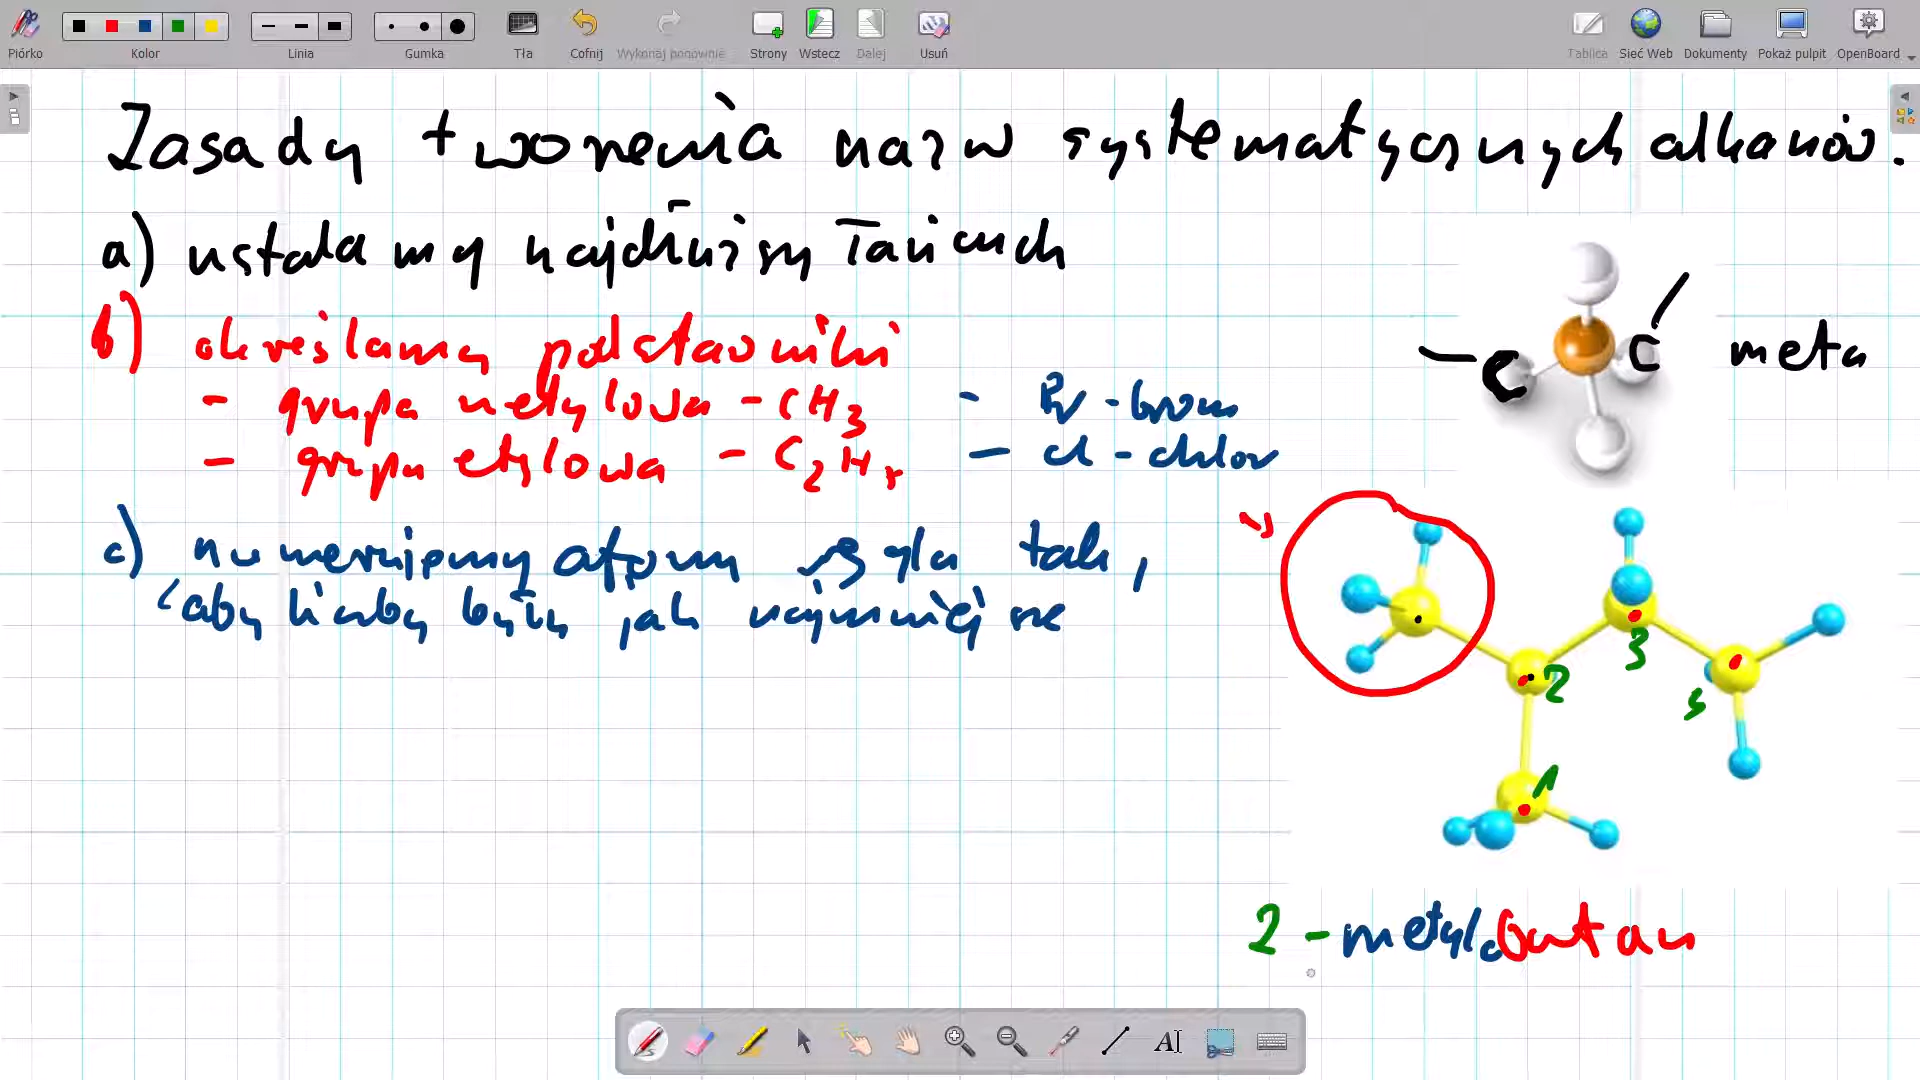 Piórko Kolor Linia Gumka Tła Cofnij Wykonaj ponownie Strony Wstecz Dalej Usuń Tablica Sieć Web Dokumenty Pokaż pulpit OpenBoard
Zasady tworzenia nazw systematycznych alkanów.
a) ustalamy najdłuższy łańcuch
b) określamy podstawniki
- grupa metylowa - CH3 - Br - brom
- grupa etylowa - C2H5 - Cl - chlor
c) numerujemy atomy węgla tak,
aby liczby były jak najmniejsze
C C meta
3
2
1
2 - metylobutan